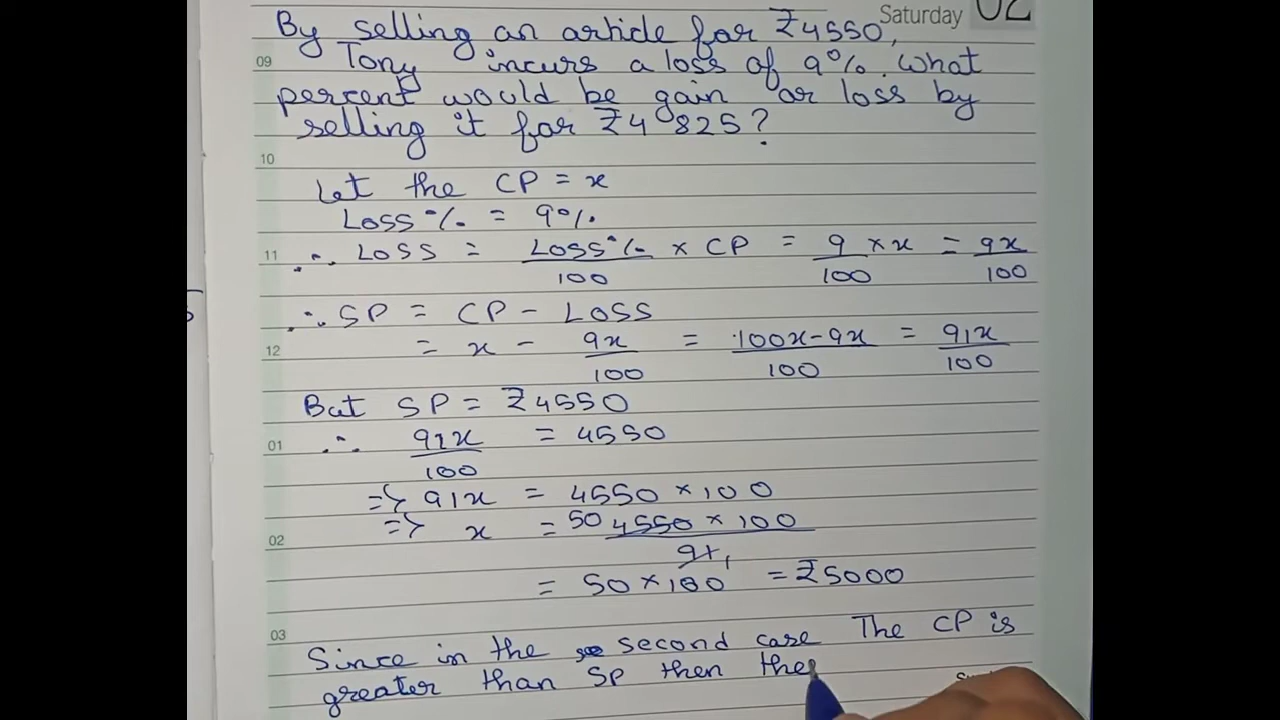 Saturday 02
By selling an article for ₹4550,
09
Tony incurs a loss of 9%. What
percent would be gain or loss by
selling it for ₹4 825?
10
Let the CP = x
Loss % = 9%.
11
∴ LOSS = LOSS% / 100 × CP = 9 / 100 × x = 9x / 100
∴ SP = CP - LOSS
12
= x - 9x / 100 = 100x - 9x / 100 = 91x / 100
But SP = ₹4550
01
∴ 91x / 100 = 4550
=> 91x = 4550 × 100
=> x = 50 4550 × 100 / 91 1
02
= 50 × 100 = ₹5000
03
Since in the second case The CP is
greater than SP then the